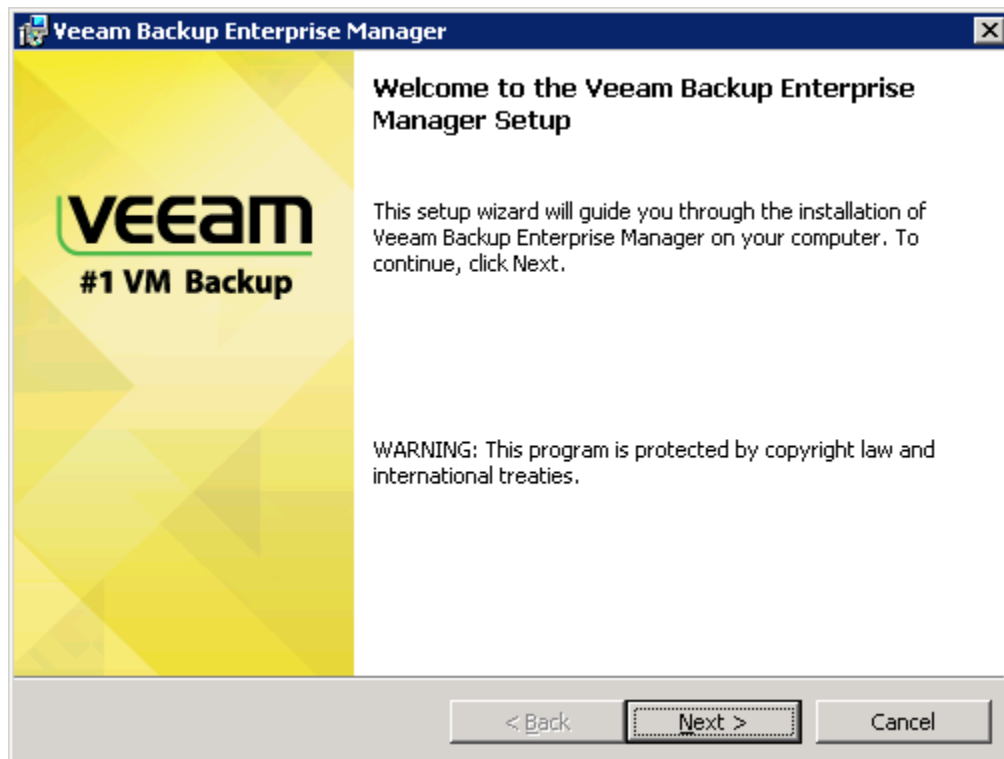 Veeam Backup Enterprise Manager
Welcome to the Veeam Backup Enterprise
Manager Setup
This setup wizard will guide you through the installation of
Veeam Backup Enterprise Manager on your computer. To
continue, click Next.
veeam
#1 VM Backup
WARNING: This program is protected by copyright law and
international treaties.
< Back
Next >
Cancel